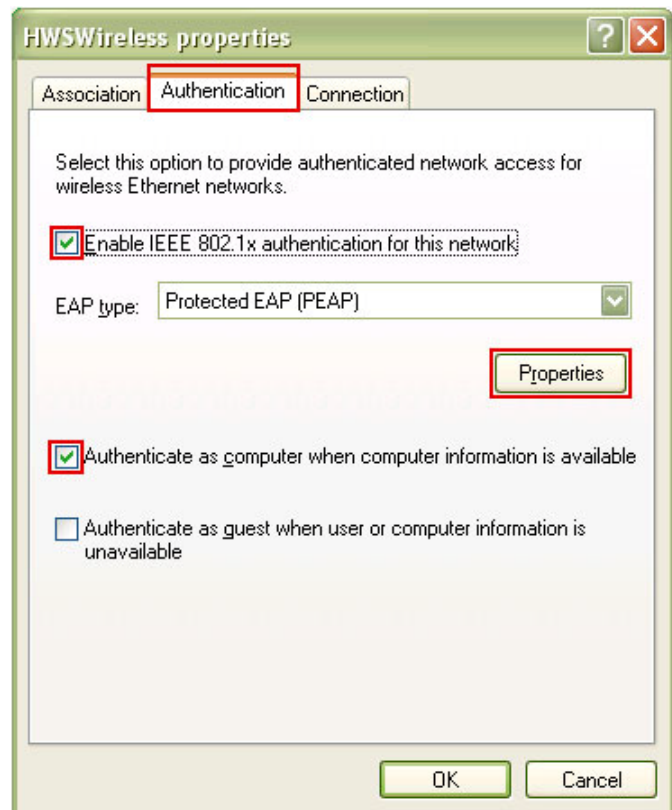 HWSWireless properties
Association Authentication Connection
Select this option to provide authenticated network access for
wireless Ethernet networks.
Enable IEEE 802.1x authentication for this network
EAP type: Protected EAP (PEAP)
Properties
Authenticate as computer when computer information is available
Authenticate as guest when user or computer information is
unavailable
OK Cancel